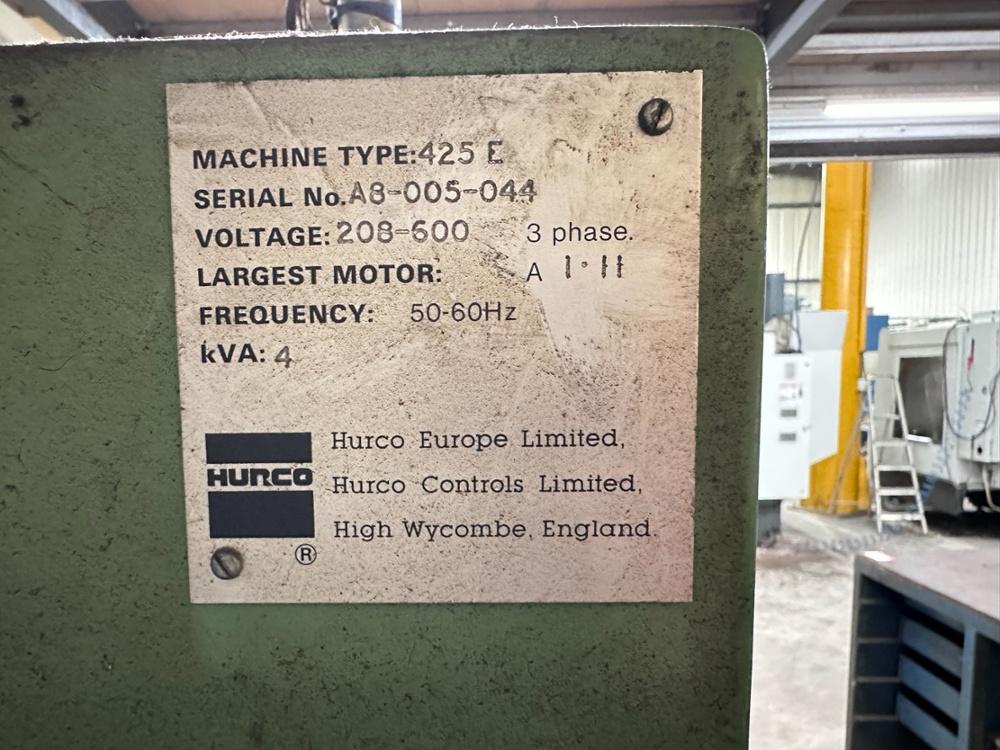 MACHINE TYPE:425 E
SERIAL No.A8-005-044
VOLTAGE: 208-600 3 phase.
LARGEST MOTOR: A 1·11
FREQUENCY: 50-60Hz
kVA: 4
HURCO
®
Hurco Europe Limited,
Hurco Controls Limited,
High Wycombe, England.